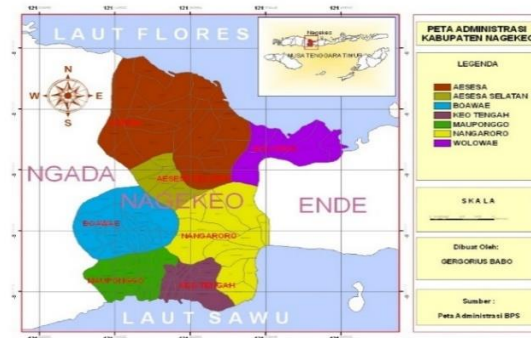 LAUT FLORES
Nagekeo
NUSA TENGGARA TIMUR
N
W E
S
NGADA
AESESA SELATAN
NAGEKEO
ENDE
BOAWAE
NANGARORO
MAUPONGGO
KEO TENGAH
LAUT SAWU
PETA ADMINISTRASI
KABUPATEN NAGEKEO
LEGENDA
AESESA
AESESA SELATAN
BOAWAE
KEO TENGAH
MAUPONGGO
NANGARORO
WOLOWAE
SKALA
Dibuat Oleh:
GERGORIUS BABO
Sumber :
Peta Administrasi BPS